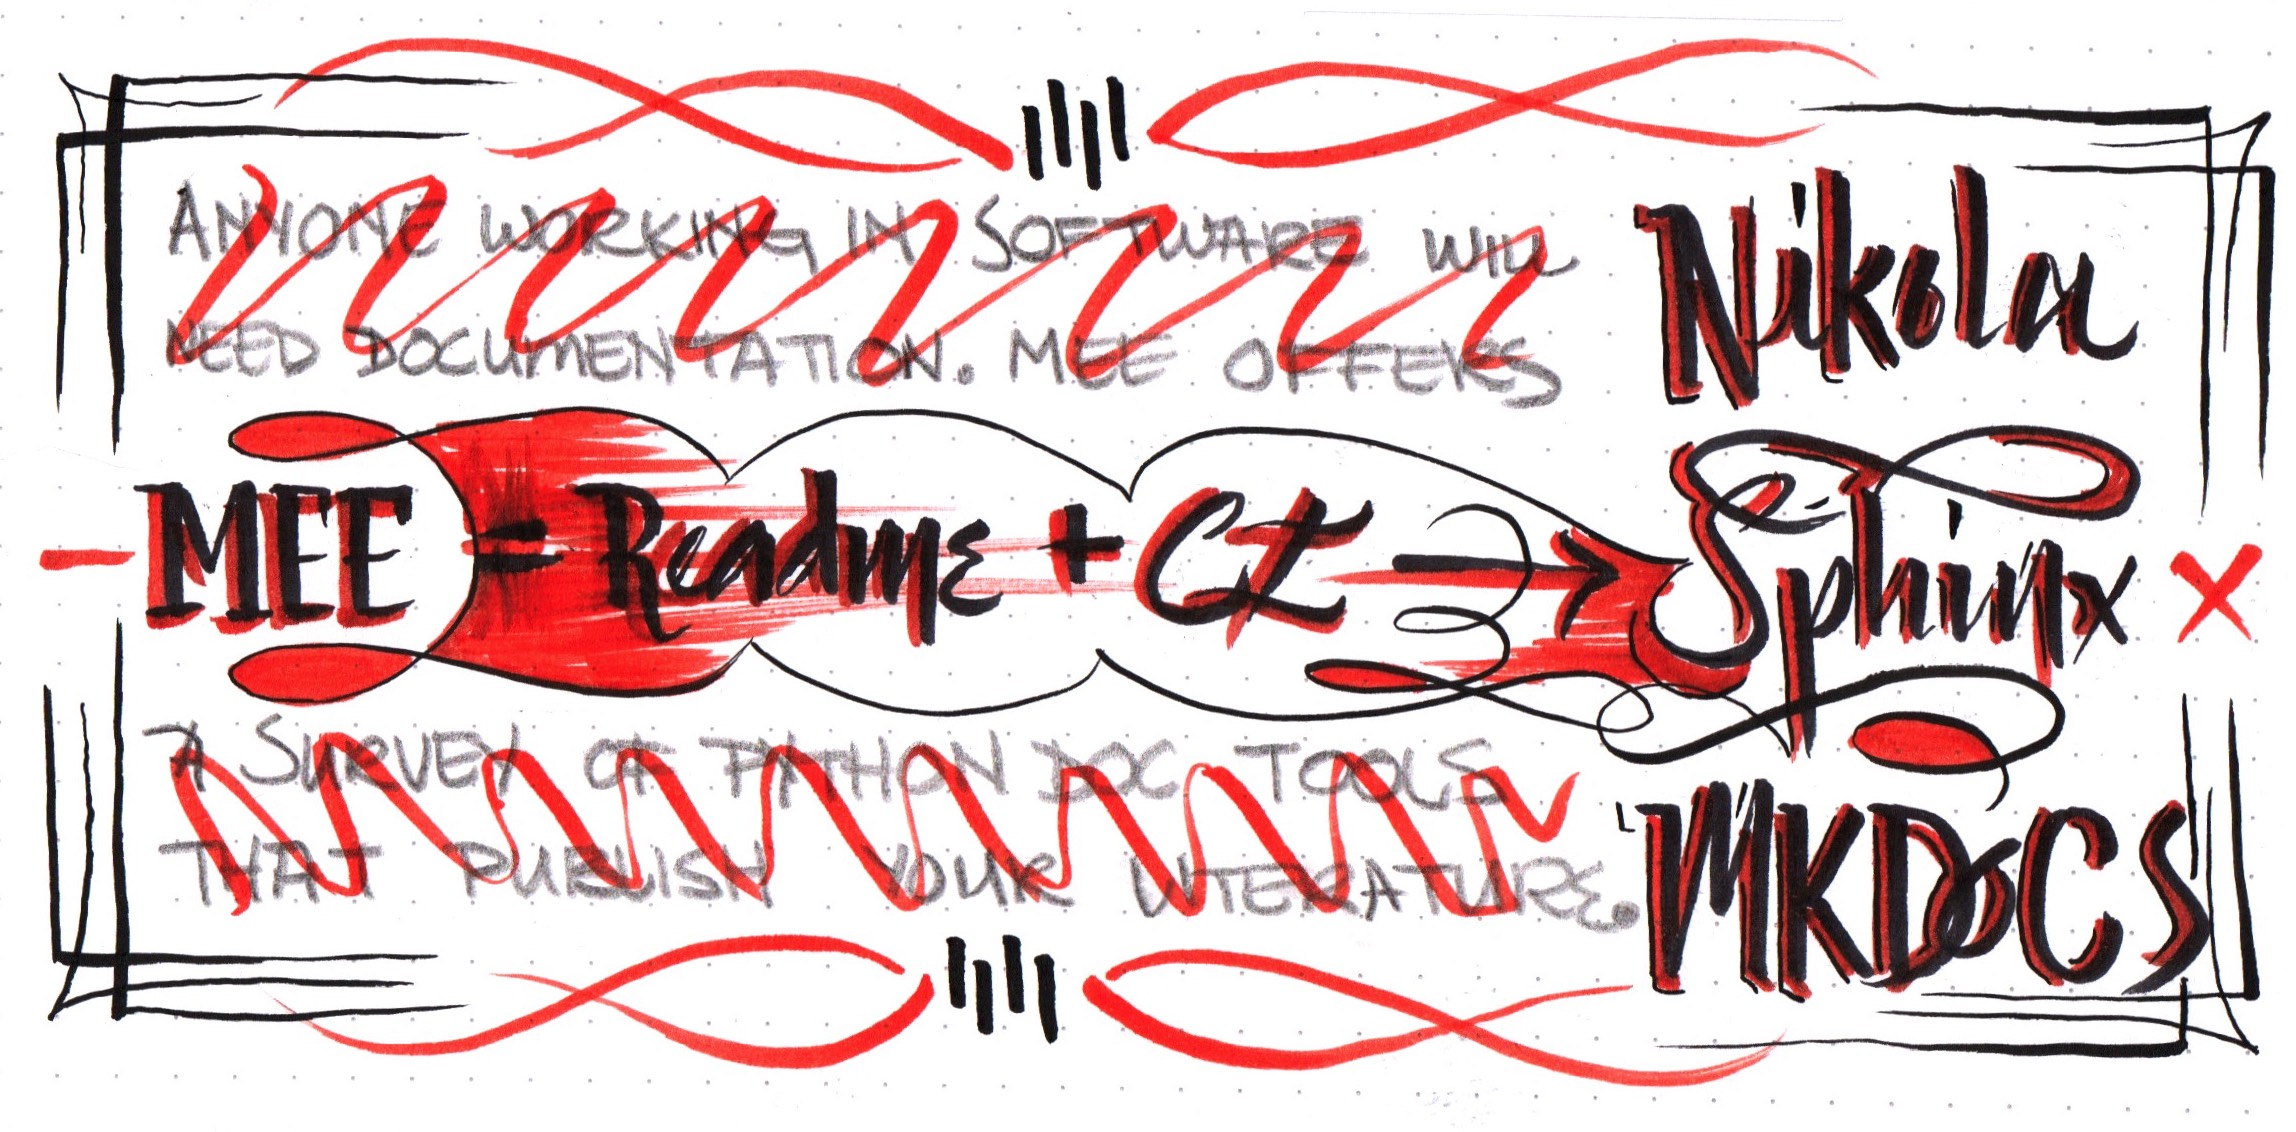 ANYONE WORKING IN SOFTWARE WILL
NEED DOCUMENTATION. MEE OFFERS
MEE = Readme + CI →
A SURVEY OF PYTHON DOC TOOLS
THAT PUBLISH YOUR LITERATURE.
Nikola
Sphinx
MKDOCS